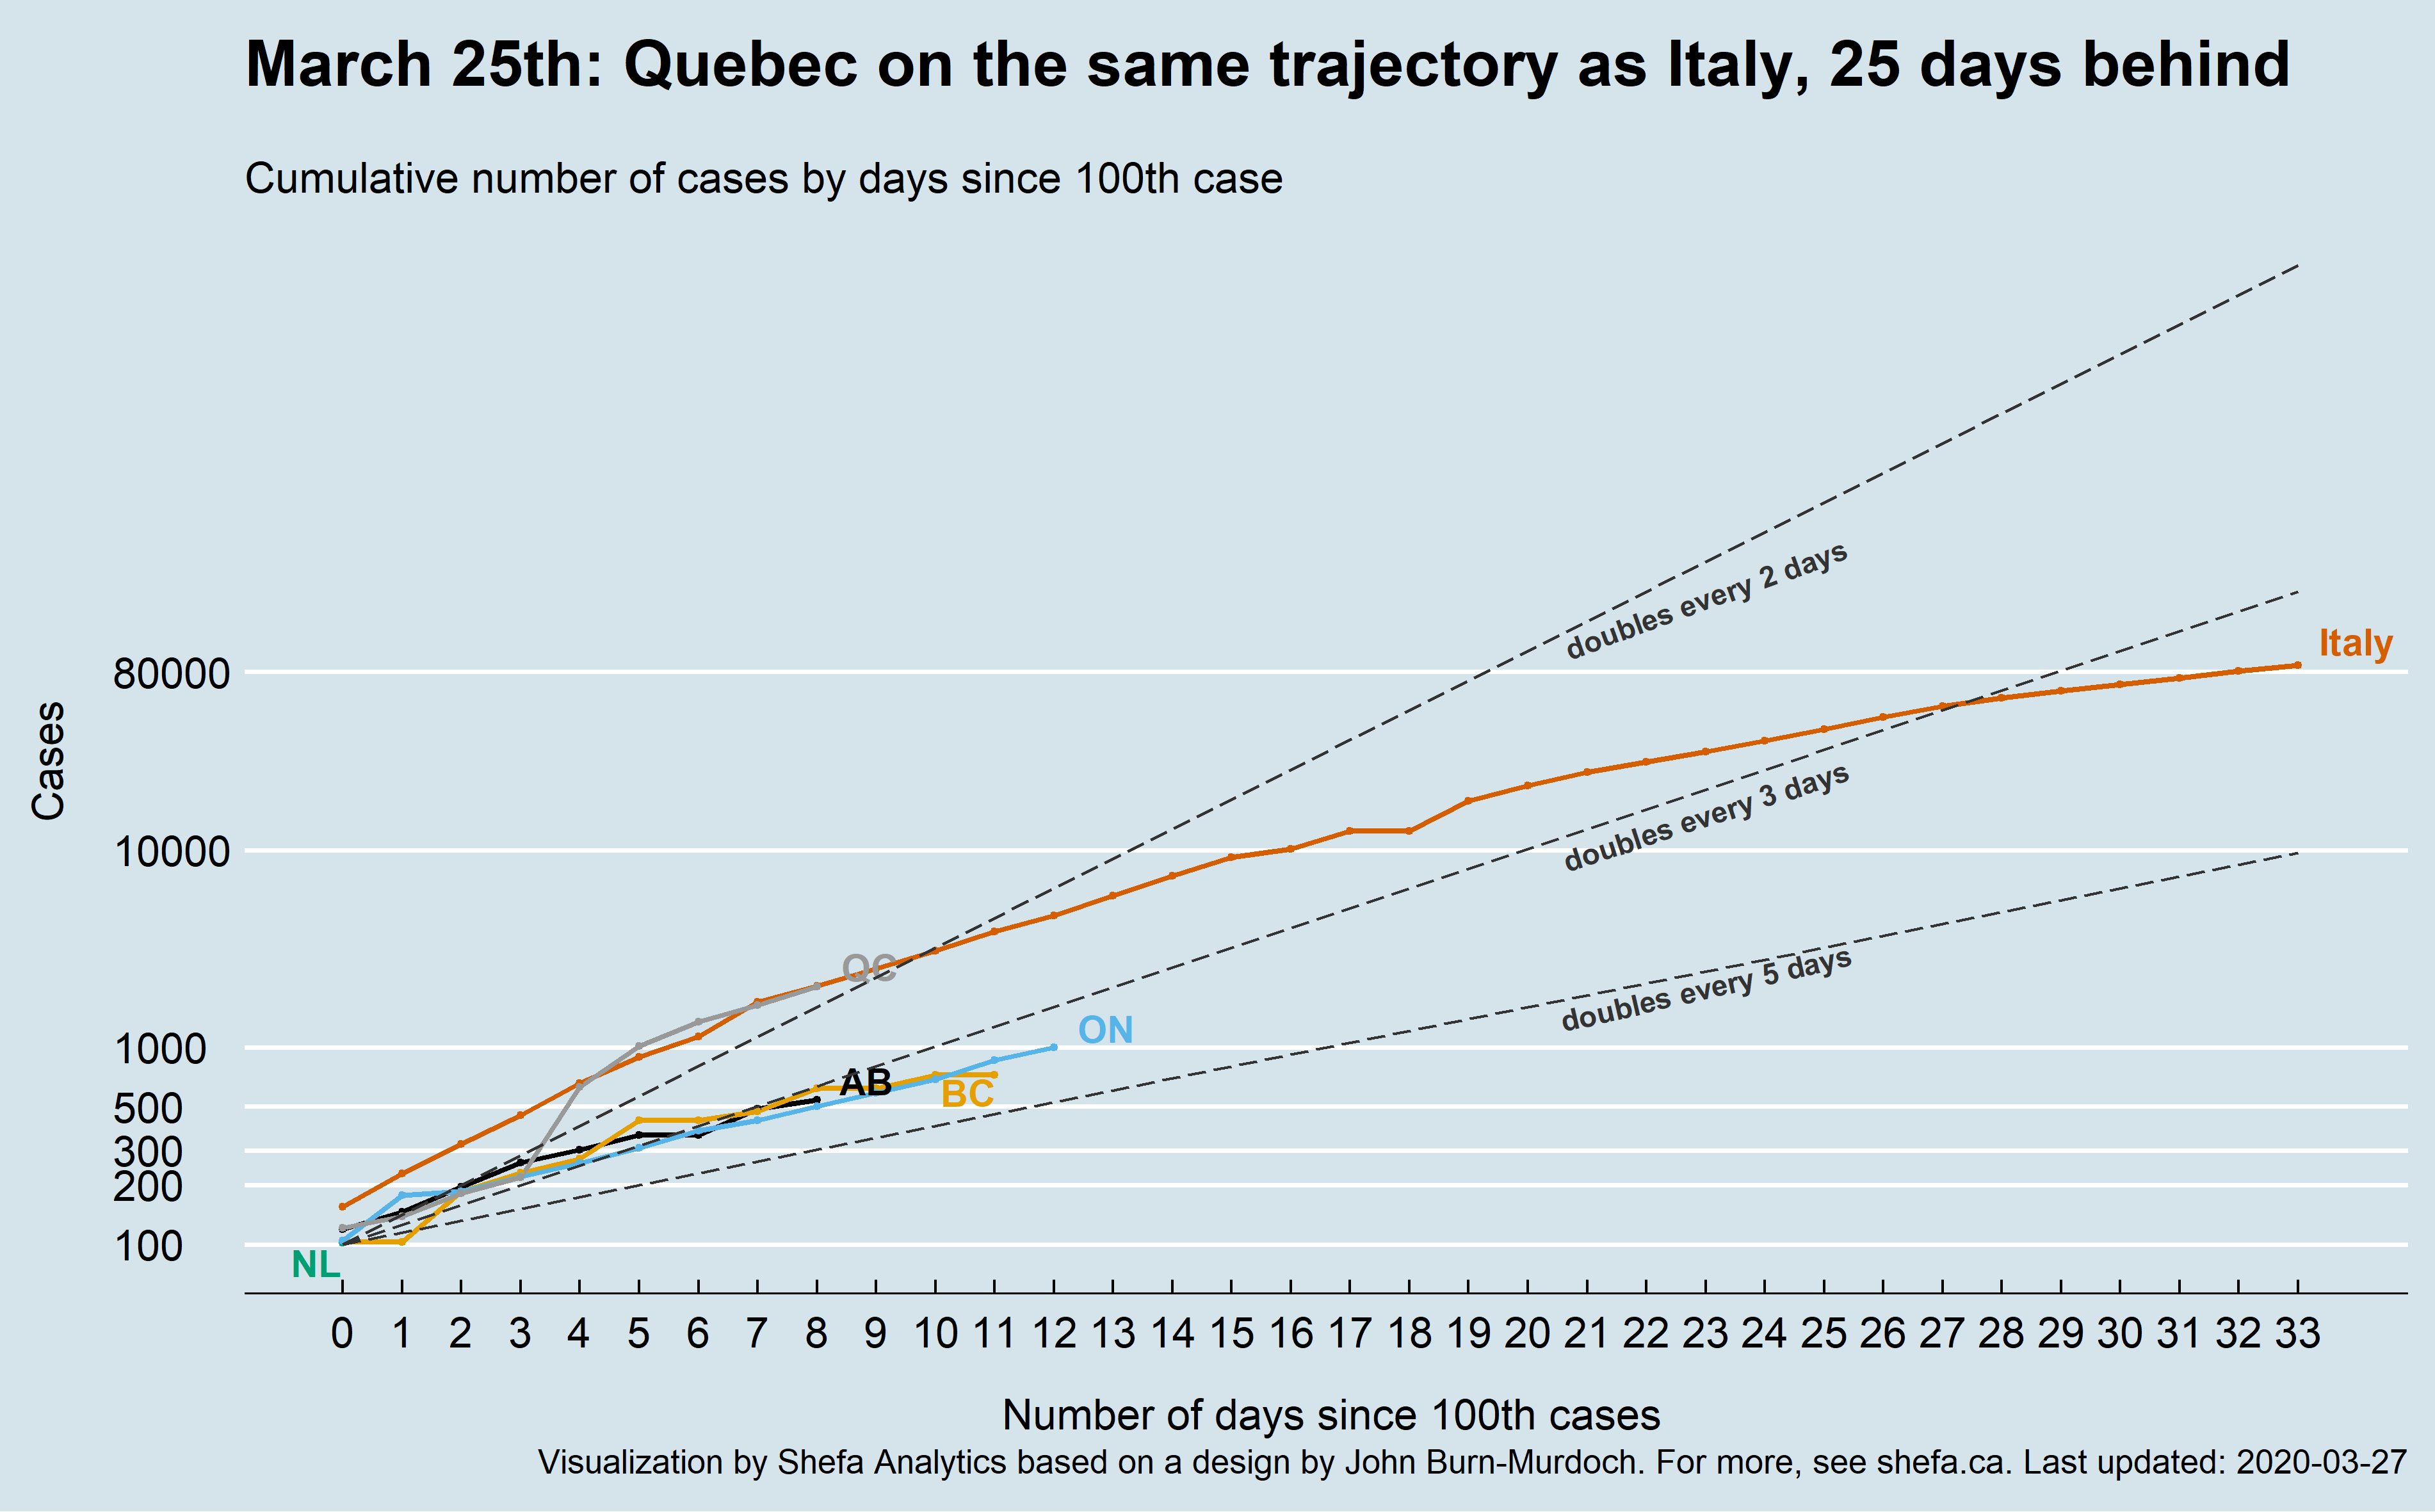 March 25th: Quebec on the same trajectory as Italy, 25 days behind
Cumulative number of cases by days since 100th case
doubles every 2 days
Italy
80000
Cases
doubles every 3 days
10000
QC
doubles every 5 days
ON
1000
AB
BC
500
300
200
100
NL
0 1 2 3 4 5 6 7 8 9 10 11 12 13 14 15 16 17 18 19 20 21 22 23 24 25 26 27 28 29 30 31 32 33
Number of days since 100th cases
Visualization by Shefa Analytics based on a design by John Burn-Murdoch. For more, see shefa.ca. Last updated: 2020-03-27